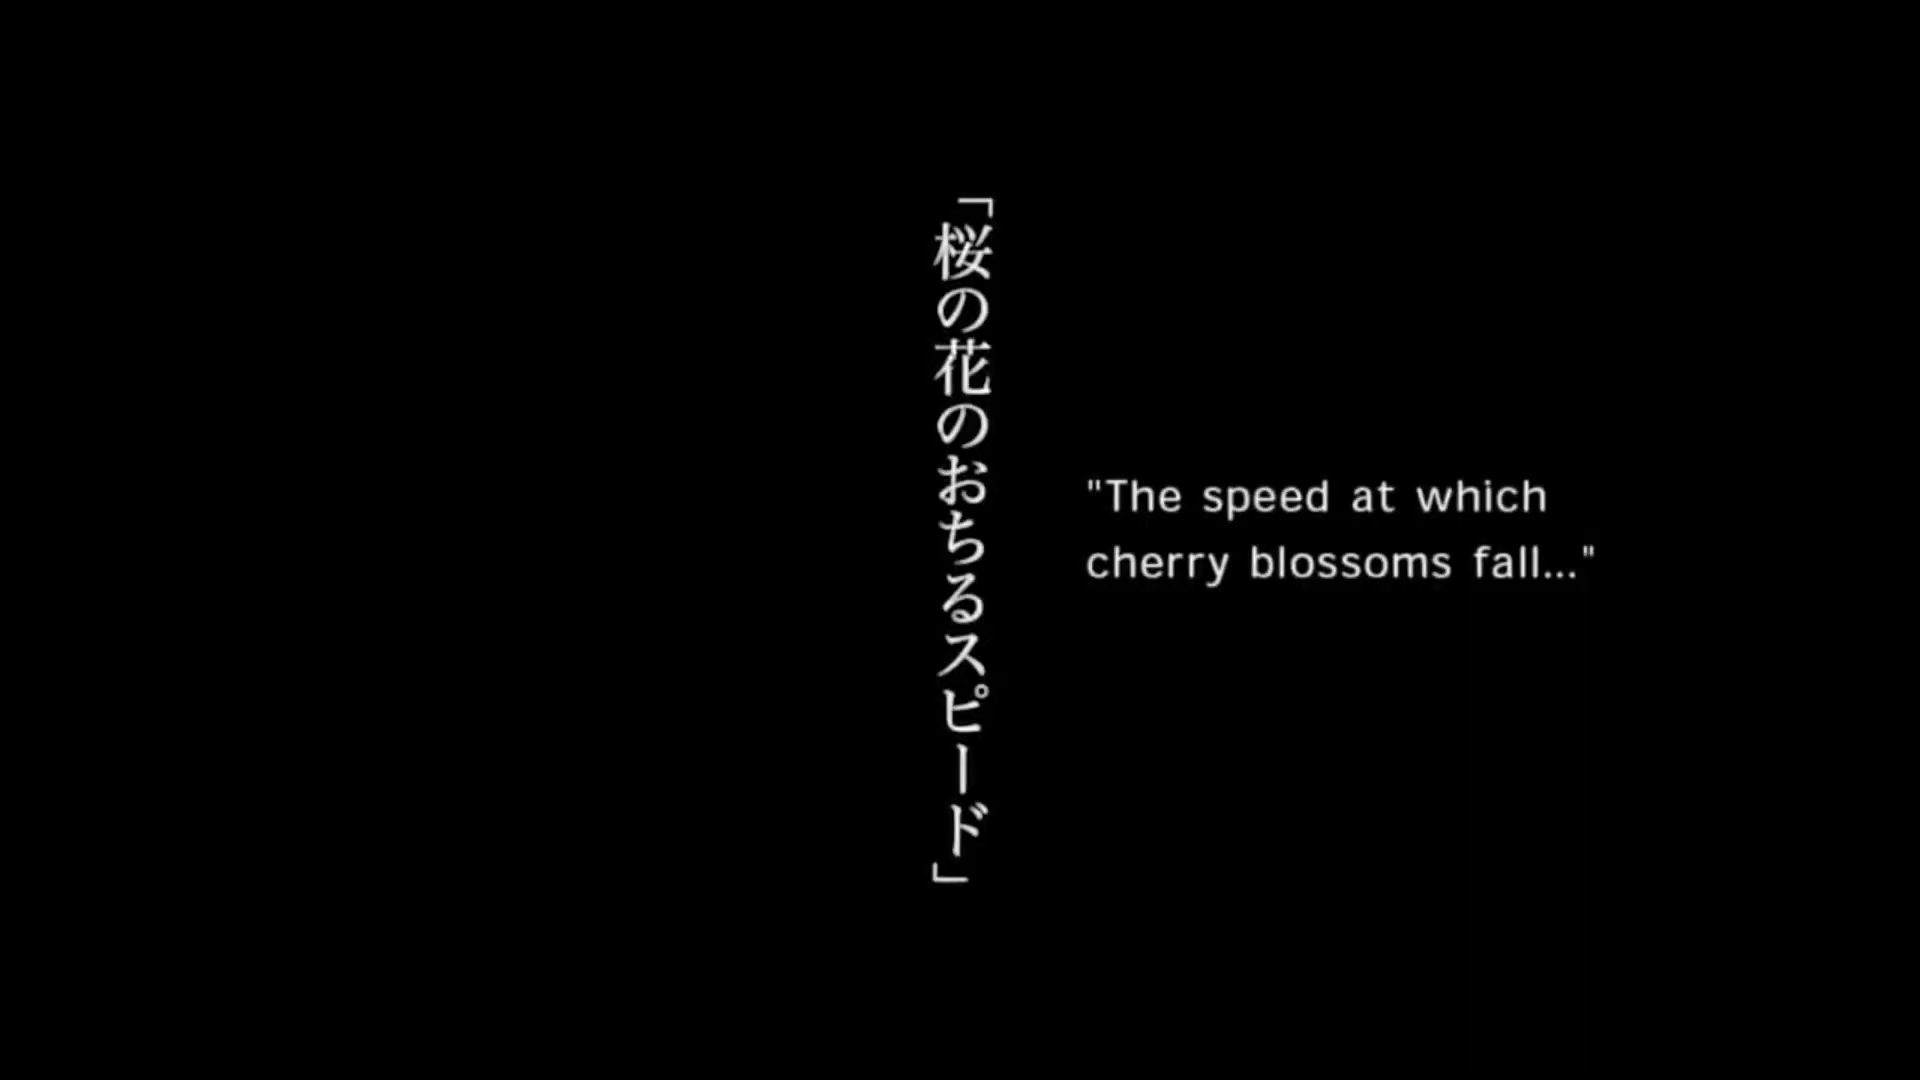 「桜の花のおちるスピード」
"The speed at which
cherry blossoms fall..."